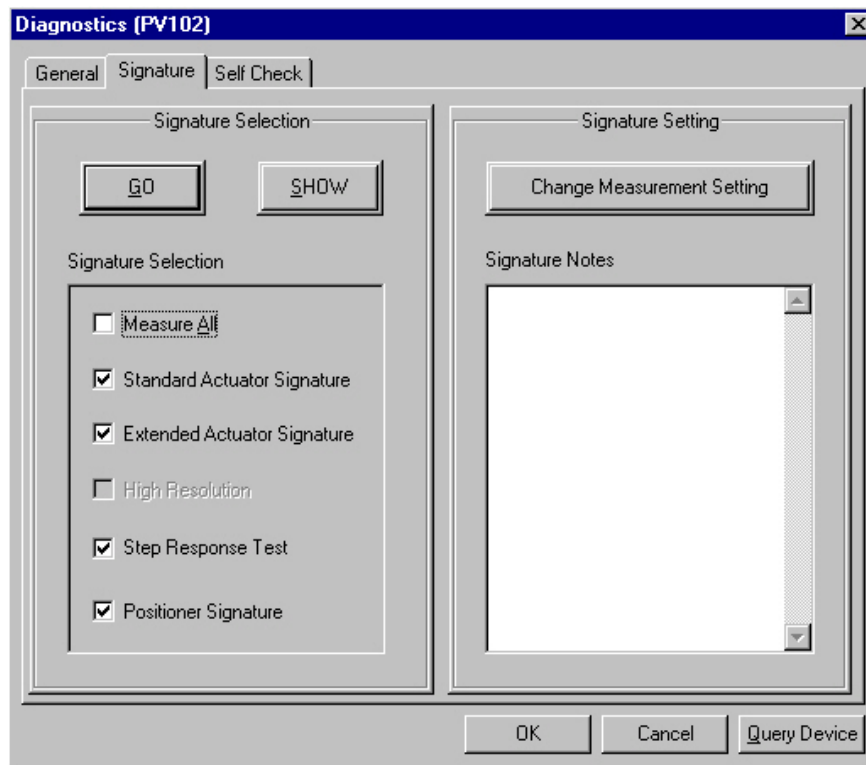 Diagnostics (PV102)
General Signature Self Check
Signature Selection
GO SHOW
Signature Selection
Measure All
Standard Actuator Signature
Extended Actuator Signature
High Resolution
Step Response Test
Positioner Signature
Signature Setting
Change Measurement Setting
Signature Notes
OK Cancel Query Device